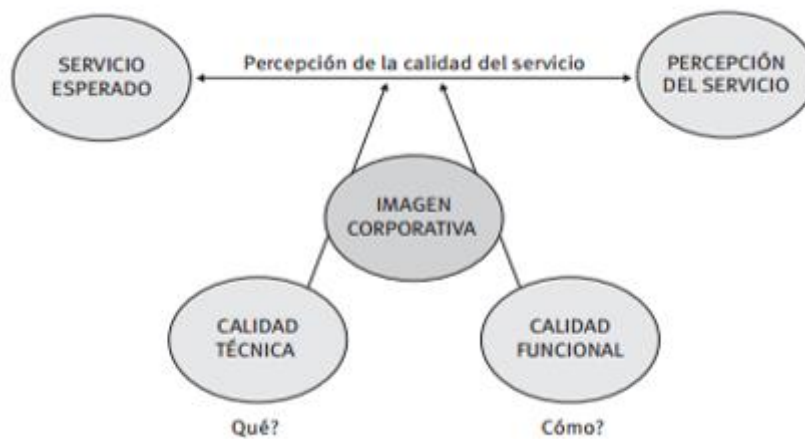 SERVICIO
ESPERADO
Percepción de la calidad del servicio
PERCEPCIÓN
DEL SERVICIO
IMAGEN
CORPORATIVA
CALIDAD
TÉCNICA
CALIDAD
FUNCIONAL
Qué?
Cómo?